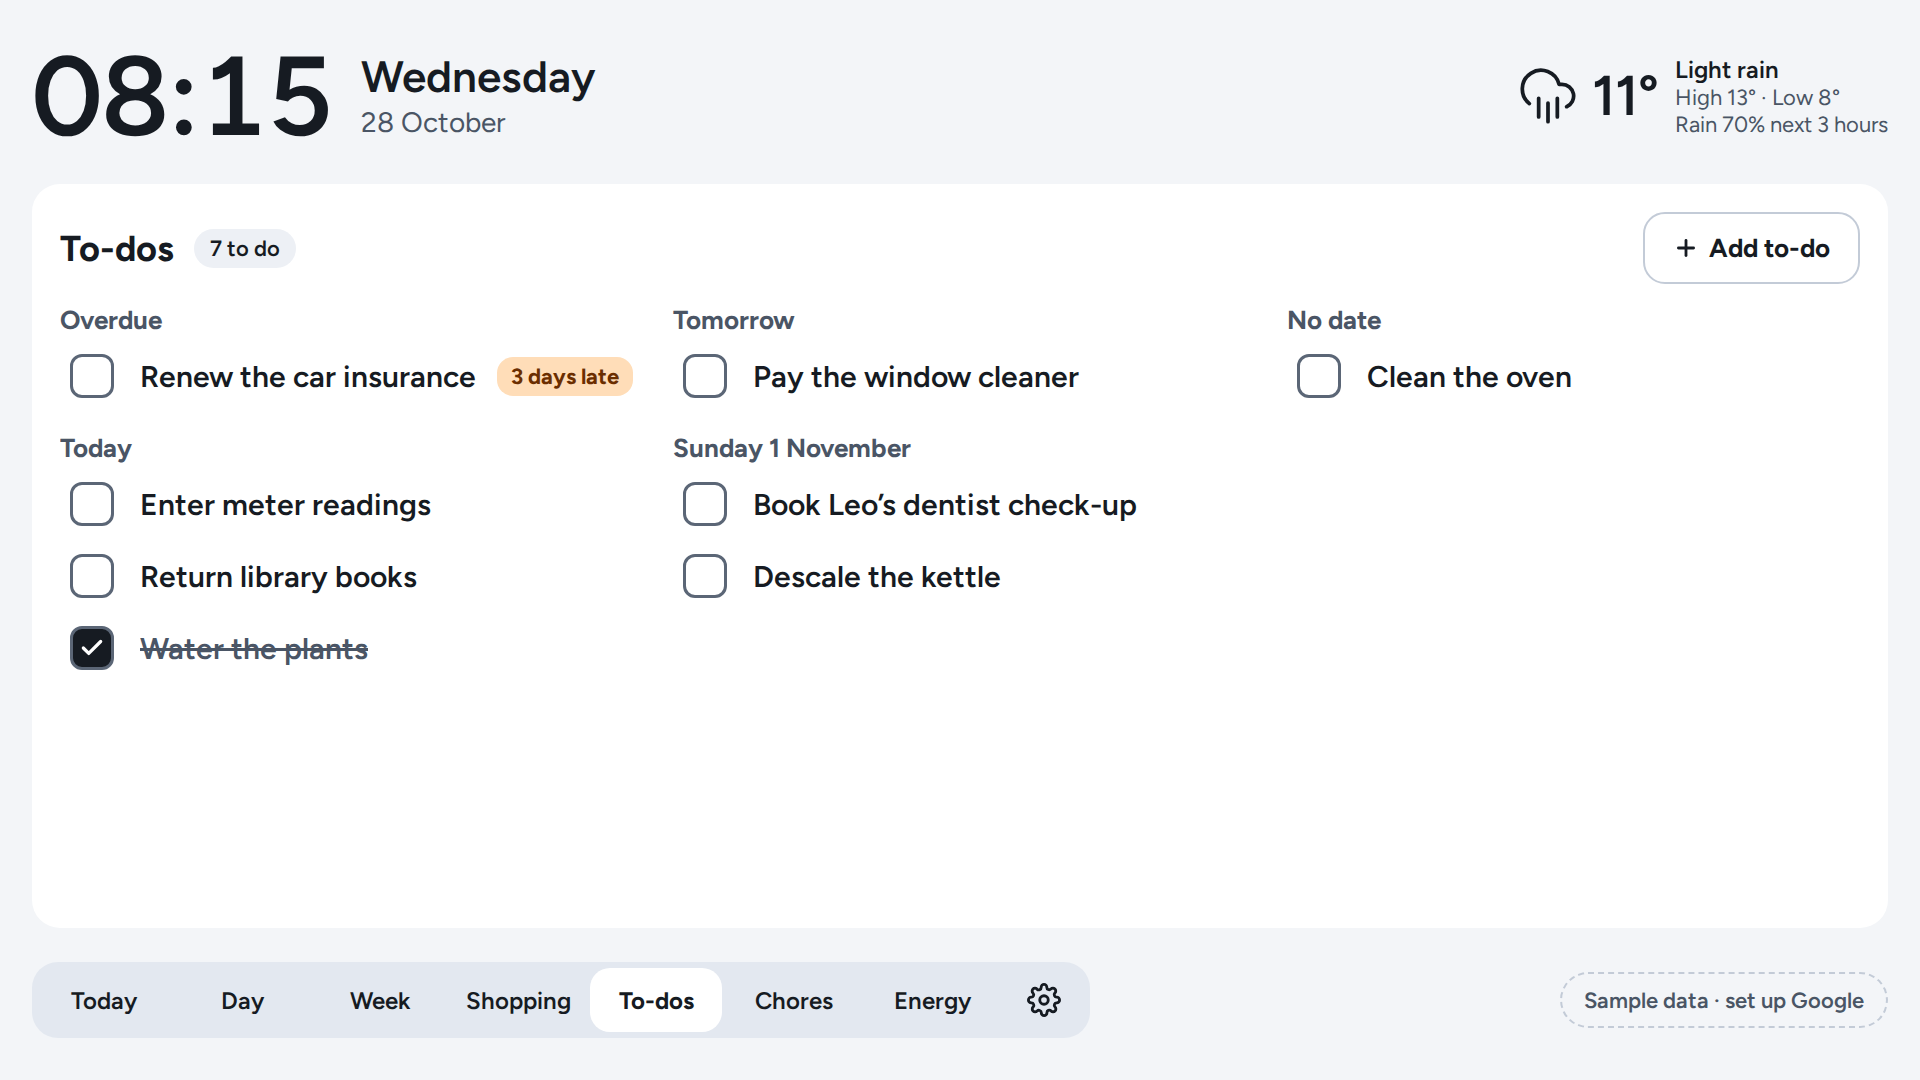 08:15
Wednesday
28 October
11°
Light rain
High 13° · Low 8°
Rain 70% next 3 hours
To-dos
7 to do
+ Add to-do
Overdue
Renew the car insurance
3 days late
Today
Enter meter readings
Return library books
Water the plants
Tomorrow
Pay the window cleaner
Sunday 1 November
Book Leo’s dentist check-up
Descale the kettle
No date
Clean the oven
Today
Day
Week
Shopping
To-dos
Chores
Energy
Sample data · set up Google